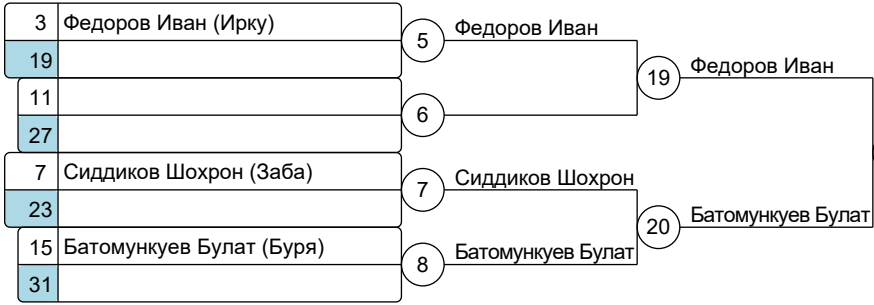 3 Федоров Иван (Ирку)
5 Федоров Иван
19
19 Федоров Иван
11
6
27
7 Сиддиков Шохрон (Заба)
7 Сиддиков Шохрон
23
20 Батомункуев Булат
15 Батомункуев Булат (Буря)
8 Батомункуев Булат
31